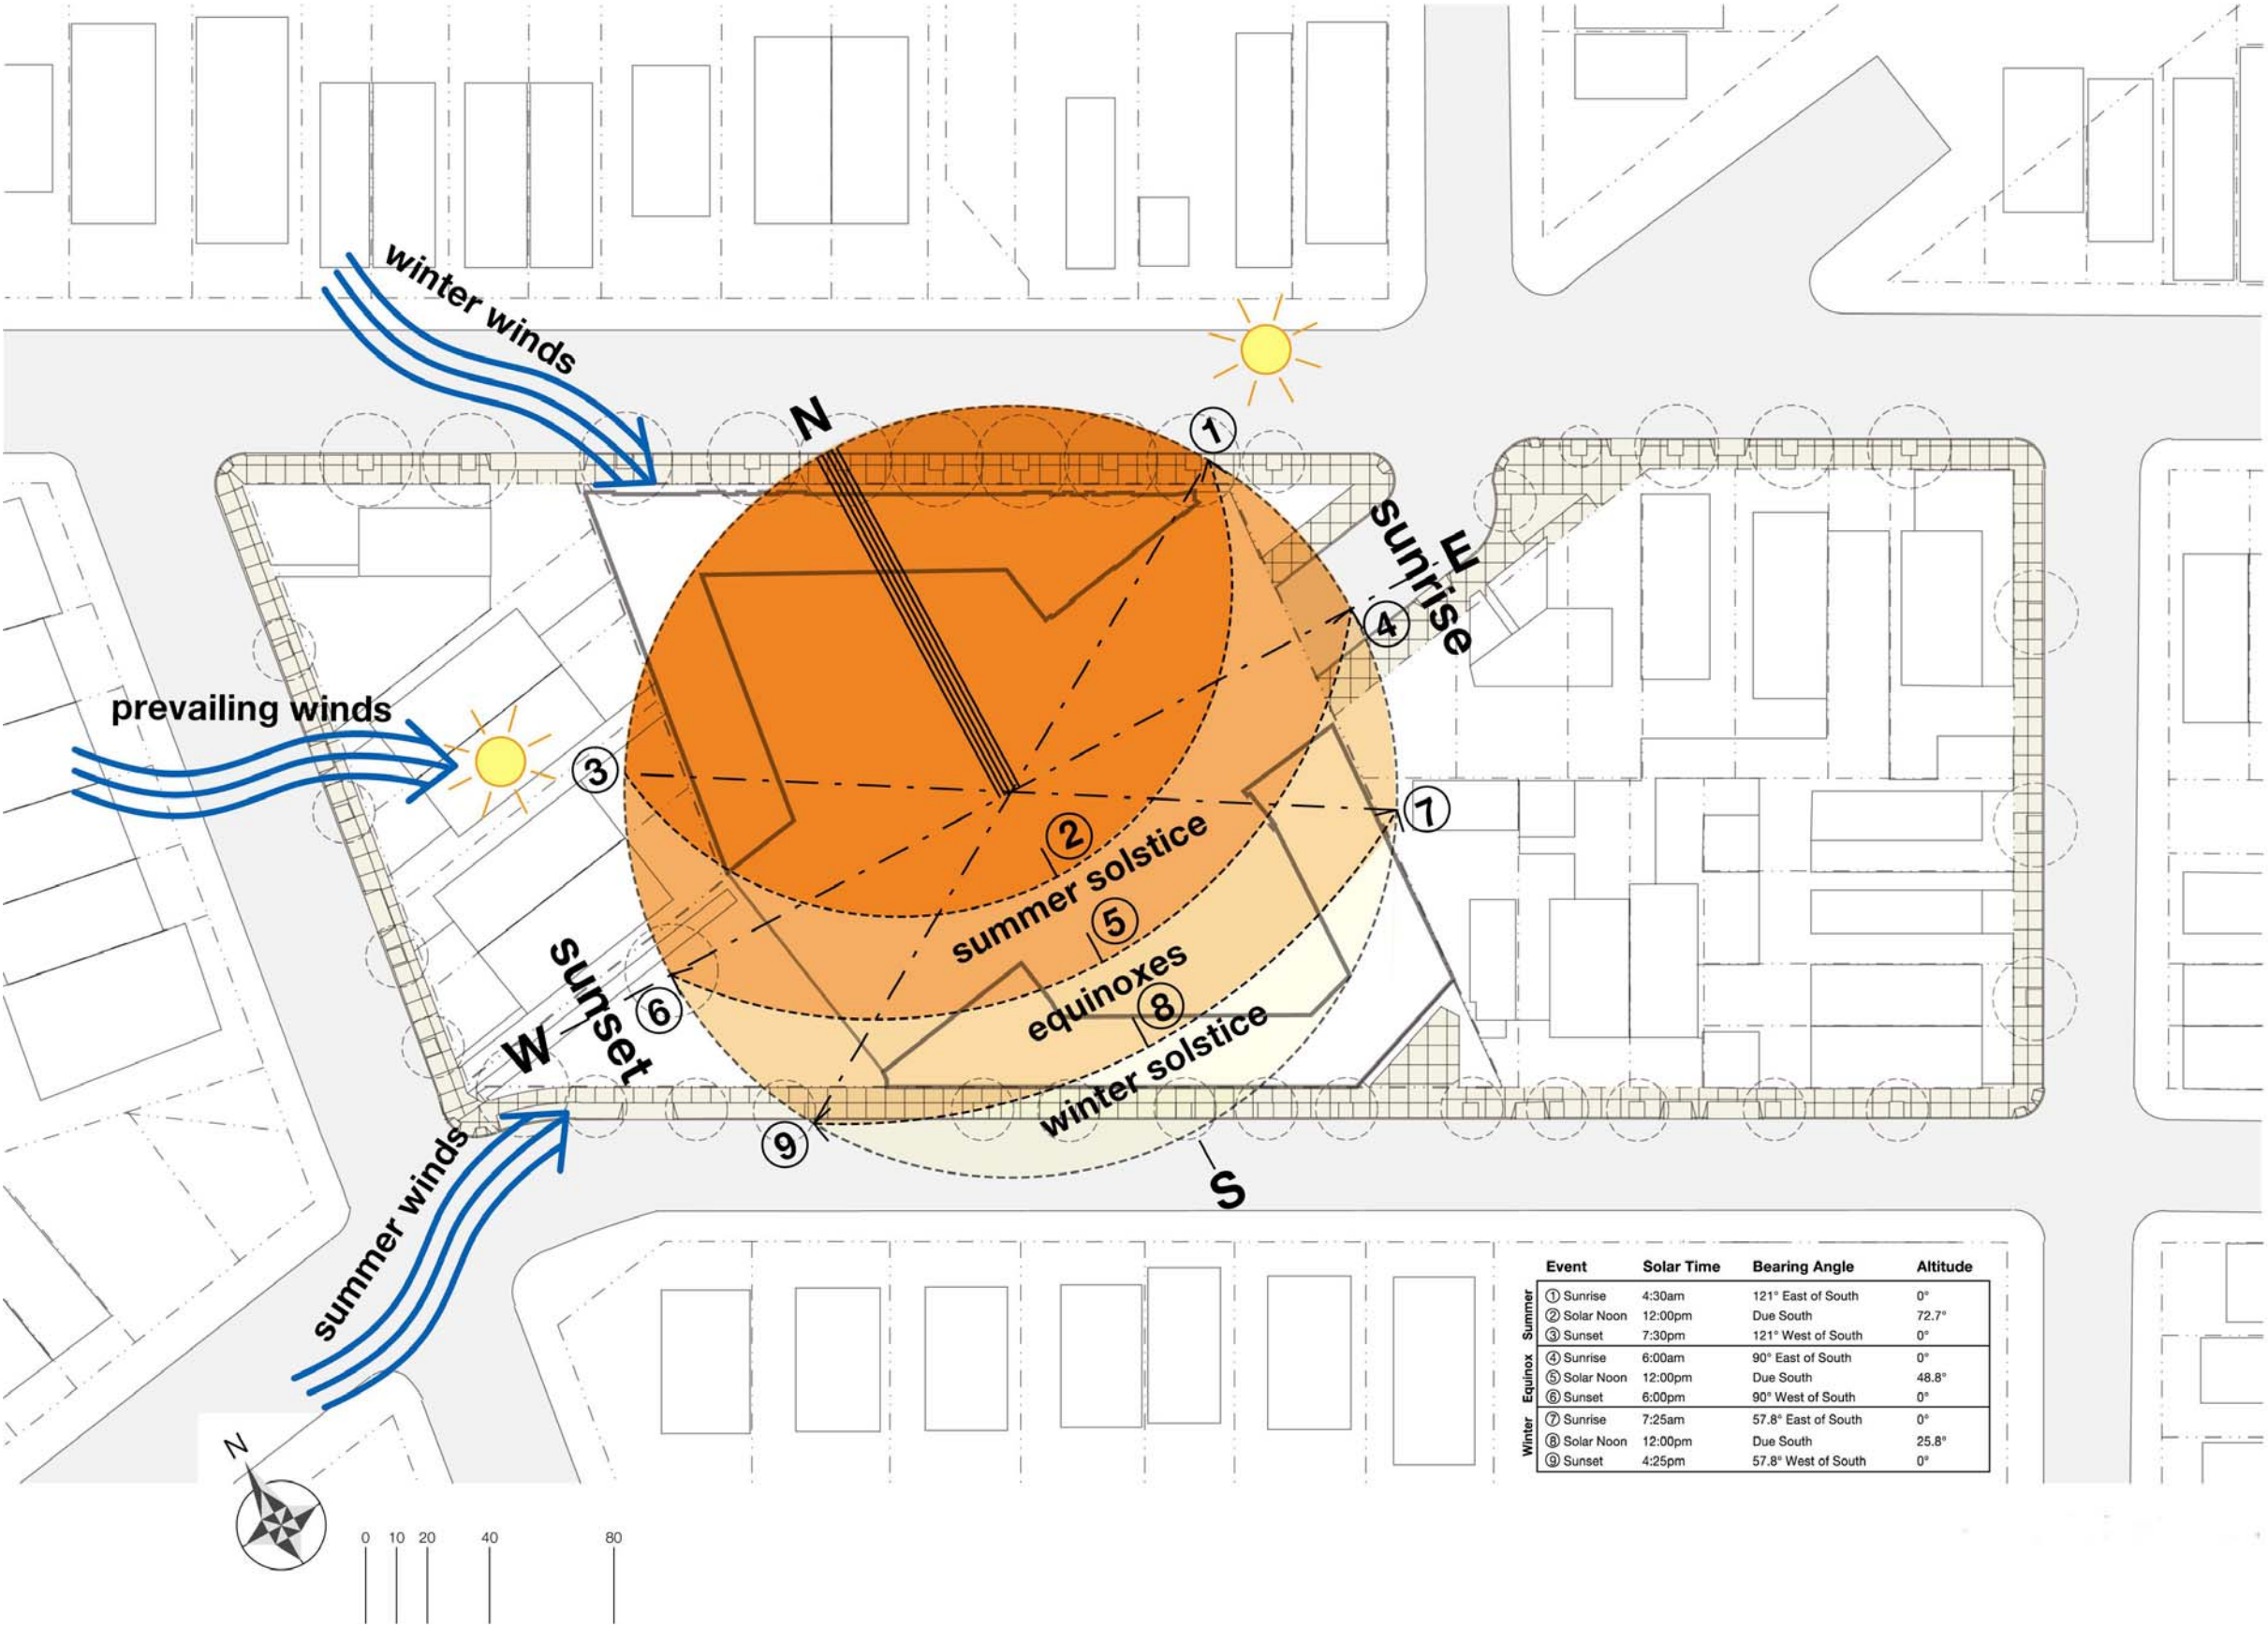 winter winds
N
1
sunrise
E
4
prevailing winds
3
2
7
summer solstice
5
sunset
6
equinoxes
8
W
winter solstice
9
summer winds
S
Event Solar Time Bearing Angle Altitude
Summer
① Sunrise 4:30am 121° East of South 0°
② Solar Noon 12:00pm Due South 72.7°
③ Sunset 7:30pm 121° West of South 0°
Equinox
④ Sunrise 6:00am 90° East of South 0°
⑤ Solar Noon 12:00pm Due South 48.8°
⑥ Sunset 6:00pm 90° West of South 0°
Winter
⑦ Sunrise 7:25am 57.8° East of South 0°
⑧ Solar Noon 12:00pm Due South 25.8°
⑨ Sunset 4:25pm 57.8° West of South 0°
N
0 10 20 40 80